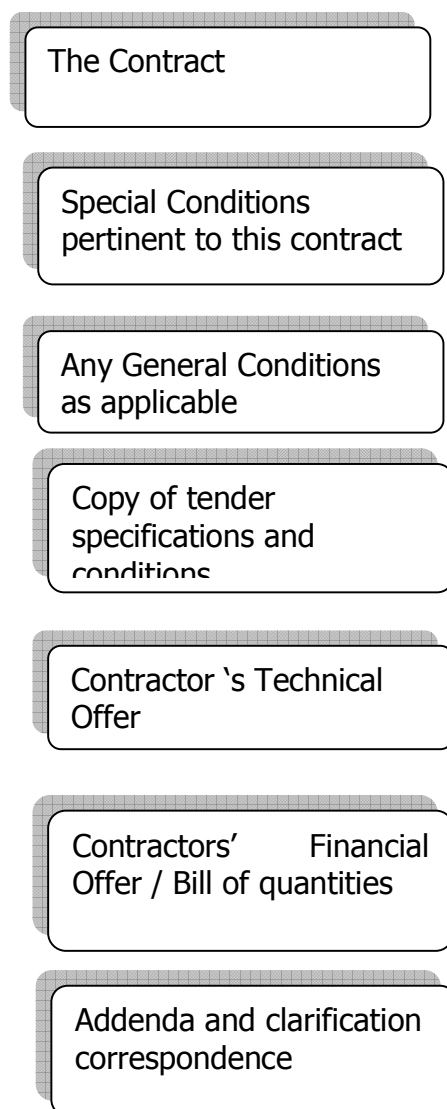 The Contract
Special Conditions
pertinent to this contract
Any General Conditions
as applicable
Copy of tender
specifications and
conditions
Contractor ‘s Technical
Offer
Contractors’ Financial
Offer / Bill of quantities
Addenda and clarification
correspondence